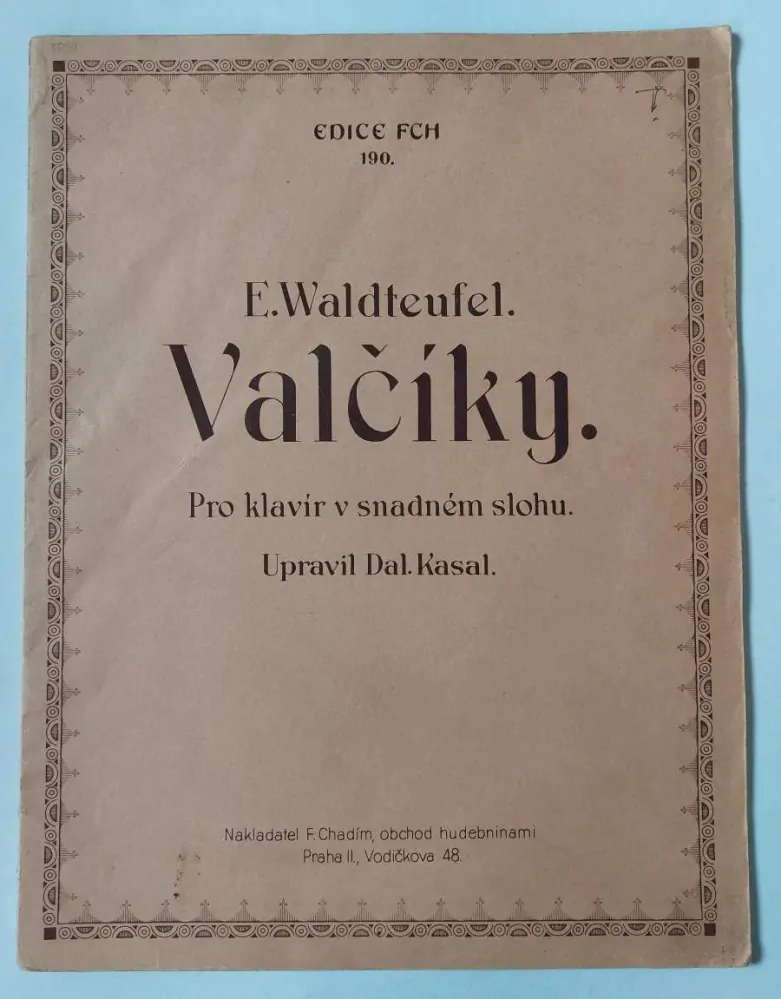 EDICE FCH
190.
E. Waldteufel.
Valčíky.
Pro klavír v snadném slohu.
Upravil Dal. Kasal.
Nakladatel F. Chadím, obchod hudebninami
Praha II., Vodičkova 48.